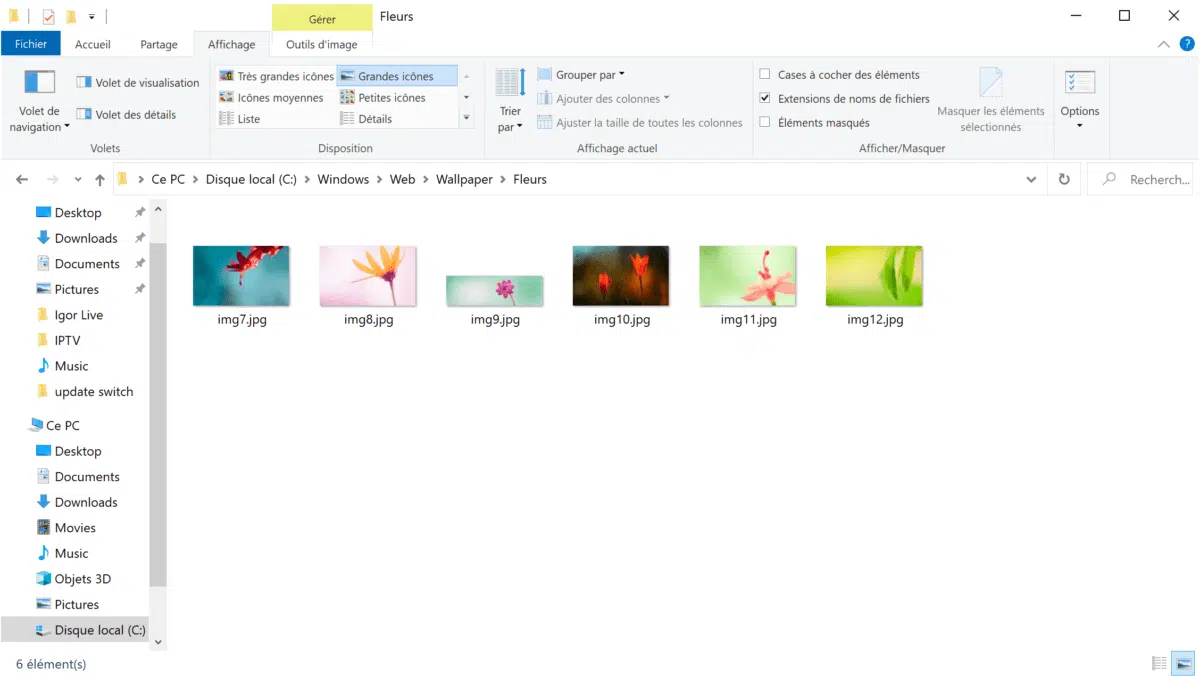 Gérer
Fleurs
Fichier
Accueil
Partage
Affichage
Outils d'image
?
Volet de navigation
Volet de visualisation
Volet des détails
Volets
Très grandes icônes
Grandes icônes
Icônes moyennes
Petites icônes
Liste
Détails
Disposition
Trier par
Grouper par
Ajouter des colonnes
Ajuster la taille de toutes les colonnes
Affichage actuel
Cases à cocher des éléments
Extensions de noms de fichiers
Éléments masqués
Masquer les éléments
sélectionnés
Afficher/Masquer
Options
Ce PC > Disque local (C:) > Windows > Web > Wallpaper > Fleurs
Recherch...
Desktop
Downloads
Documents
Pictures
Igor Live
IPTV
Music
update switch
Ce PC
Desktop
Documents
Downloads
Movies
Music
Objets 3D
Pictures
Disque local (C:)
img7.jpg
img8.jpg
img9.jpg
img10.jpg
img11.jpg
img12.jpg
6 élément(s)